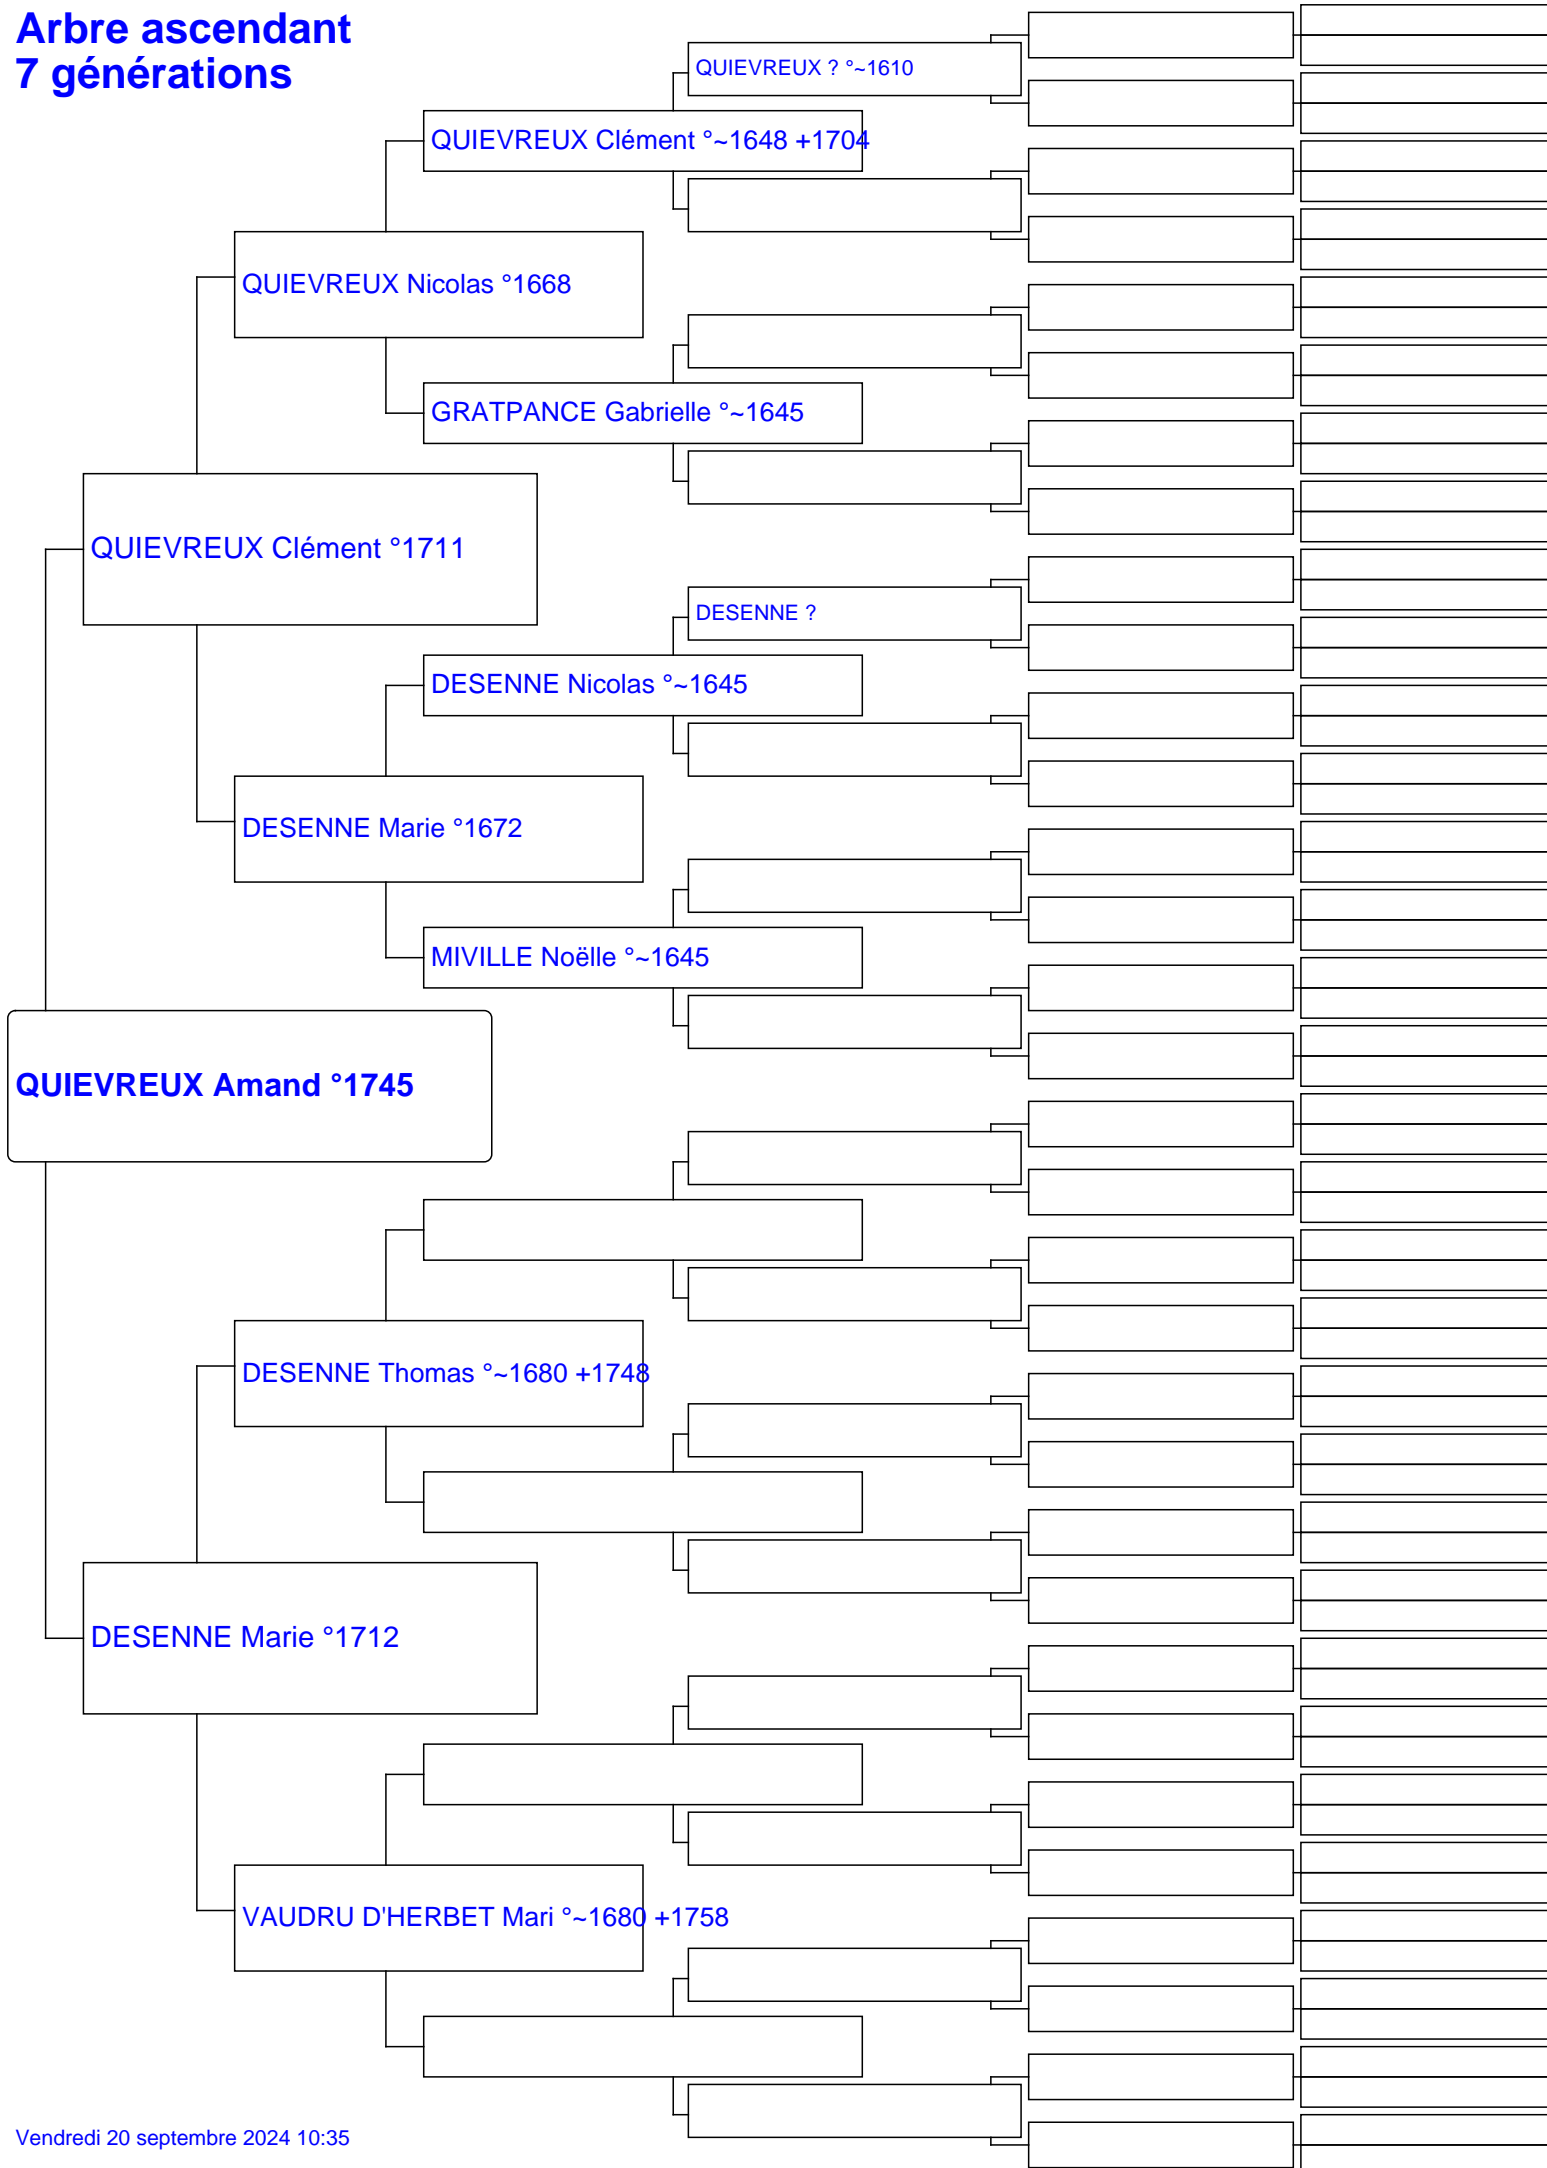 Arbre ascendant
7 générations
QUIEVREUX ? °~1610
QUIEVREUX Clément °~1648 +1704
QUIEVREUX Nicolas °1668
GRATPANCE Gabrielle °~1645
QUIEVREUX Clément °1711
DESENNE ?
DESENNE Nicolas °~1645
DESENNE Marie °1672
MIVILLE Noëlle °~1645
QUIEVREUX Amand °1745
DESENNE Thomas °~1680 +1748
DESENNE Marie °1712
VAUDRU D'HERBET Mari °~1680 +1758
Vendredi 20 septembre 2024 10:35